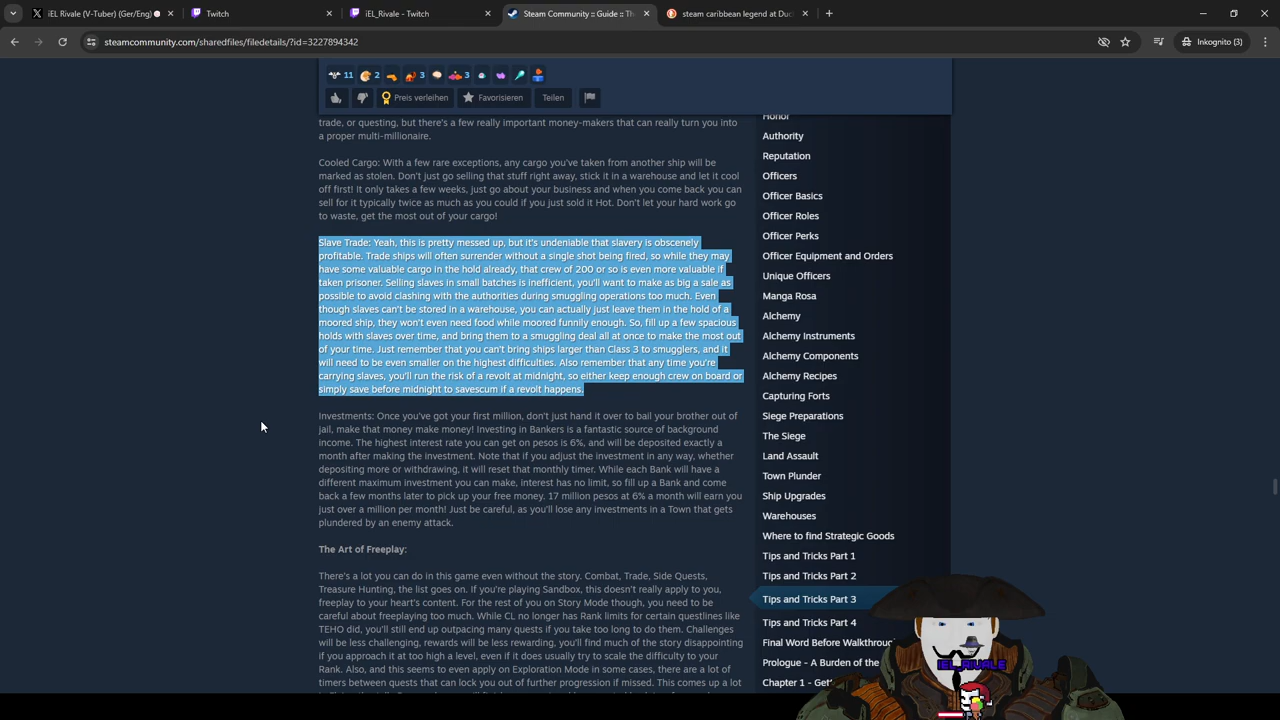 iEL Rivale (V-Tuber) (Ger/Eng)
Twitch
iEL_Rivale - Twitch
Steam Community :: Guide :: Th
steam caribbean legend at Duc
steamcommunity.com/sharedfiles/filedetails/?id=3227894342
Inkognito (3)
11
2
3
3
Preis verleihen
Favorisieren
Teilen
trade, or questing, but there's a few really important money-makers that can really turn you into
a proper multi-millionaire.
Cooled Cargo: With a few rare exceptions, any cargo you've taken from another ship will be
marked as stolen. Don't just go selling that stuff right away, stick it in a warehouse and let it cool
off first! It only takes a few weeks, just go about your business and when you come back you can
sell for it typically twice as much as you could if you just sold it Hot. Don't let your hard work go
to waste, get the most out of your cargo!
Slave Trade: Yeah, this is pretty messed up, but it's undeniable that slavery is obscenely
profitable. Trade ships will often surrender without a single shot being fired, so while they may
have some valuable cargo in the hold already, that crew of 200 or so is even more valuable if
taken prisoner. Selling slaves in small batches is inefficient, you'll want to make as big a sale as
possible to avoid clashing with the authorities during smuggling operations too much. Even
though slaves can't be stored in a warehouse, you can actually just leave them in the hold of a
moored ship, they won't even need food while moored funnily enough. So, fill up a few spacious
holds with slaves over time, and bring them to a smuggling deal all at once to make the most out
of your time. Just remember that you can't bring ships larger than Class 3 to smugglers, and it
will need to be even smaller on the highest difficulties. Also remember that any time you're
carrying slaves, you'll run the risk of a revolt at midnight, so either keep enough crew on board or
simply save before midnight to savescum if a revolt happens.
Investments: Once you've got your first million, don't just hand it over to bail your brother out of
jail, make that money make money! Investing in Bankers is a fantastic source of background
income. The highest interest rate you can get on pesos is 6%, and will be deposited exactly a
month after making the investment. Note that if you adjust the investment in any way, whether
depositing more or withdrawing, it will reset that monthly timer. While each Bank will have a
different maximum investment you can make, interest has no limit, so fill up a Bank and come
back a few months later to pick up your free money. 17 million pesos at 6% a month will earn you
just over a million per month! Just be careful, as you'll lose any investments in a Town that gets
plundered by an enemy attack.
The Art of Freeplay:
There's a lot you can do in this game even without the story. Combat, Trade, Side Quests,
Treasure Hunting, the list goes on. If you're playing Sandbox, this doesn't really apply to you,
freeplay to your heart's content. For the rest of you on Story Mode though, you need to be
careful about freeplaying too much. While CL no longer has Rank limits for certain questlines like
TEHO did, you'll still end up outpacing many quests if you take too long to do them. Challenges
will be less challenging, rewards will be less rewarding, you'll find much of the story disappointing
if you approach it at too high a level, even if it does usually try to scale the difficulty to your
Rank. Also, and this seems to even apply on Exploration Mode in some cases, there are a lot of
timers between quests that can lock you out of further progression if missed. This comes up a lot
Honor
Authority
Reputation
Officers
Officer Basics
Officer Roles
Officer Perks
Officer Equipment and Orders
Unique Officers
Manga Rosa
Alchemy
Alchemy Instruments
Alchemy Components
Alchemy Recipes
Capturing Forts
Siege Preparations
The Siege
Land Assault
Town Plunder
Ship Upgrades
Warehouses
Where to find Strategic Goods
Tips and Tricks Part 1
Tips and Tricks Part 2
Tips and Tricks Part 3
Tips and Tricks Part 4
Final Word Before Walkthrou
Prologue - A Burden of the
Chapter 1 - Get
IEL_RIVALE